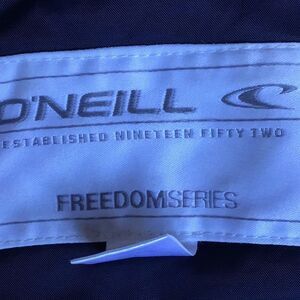 O'NEILL
ESTABLISHED NINETEEN FIFTY TWO
FREEDOMSERIES